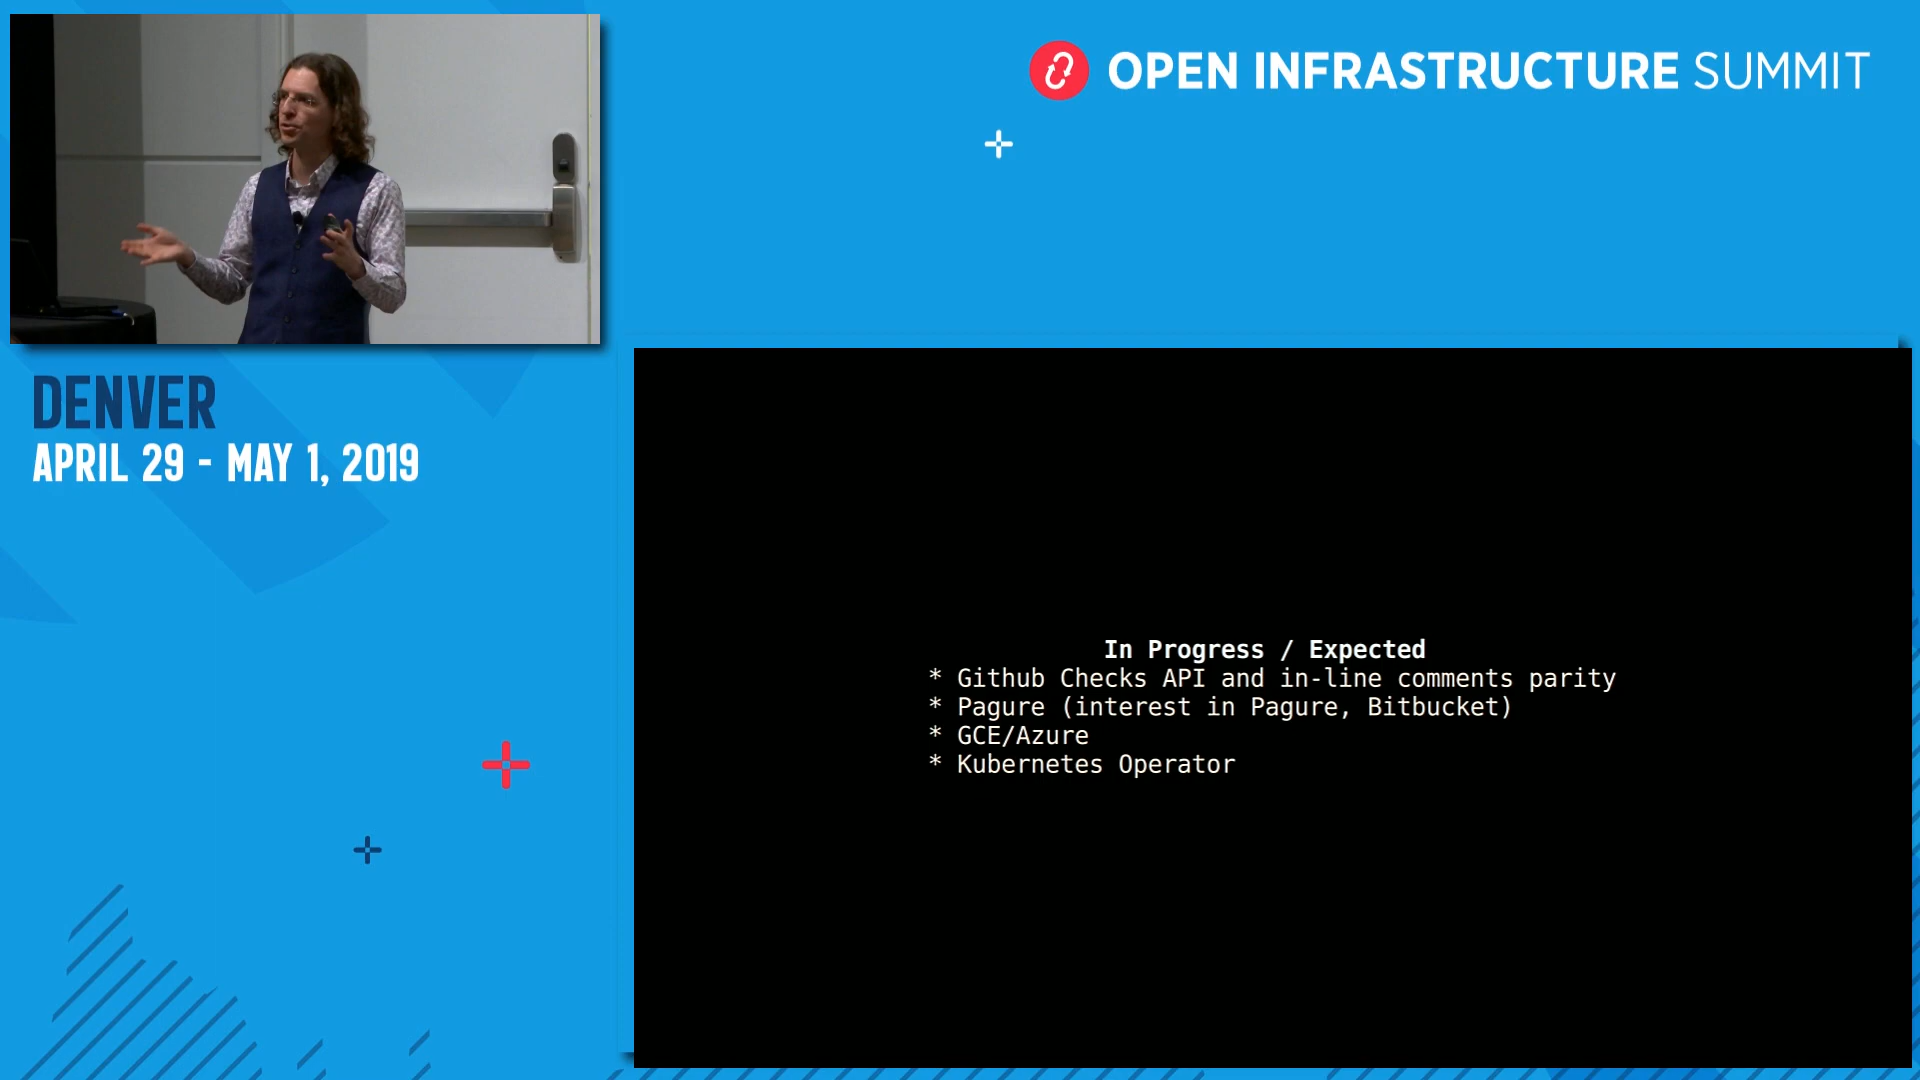 OPEN INFRASTRUCTURE SUMMIT
DENVER
APRIL 29 - MAY 1, 2019
In Progress / Expected
* Github Checks API and in-line comments parity
* Pagure (interest in Pagure, Bitbucket)
* GCE/Azure
* Kubernetes Operator